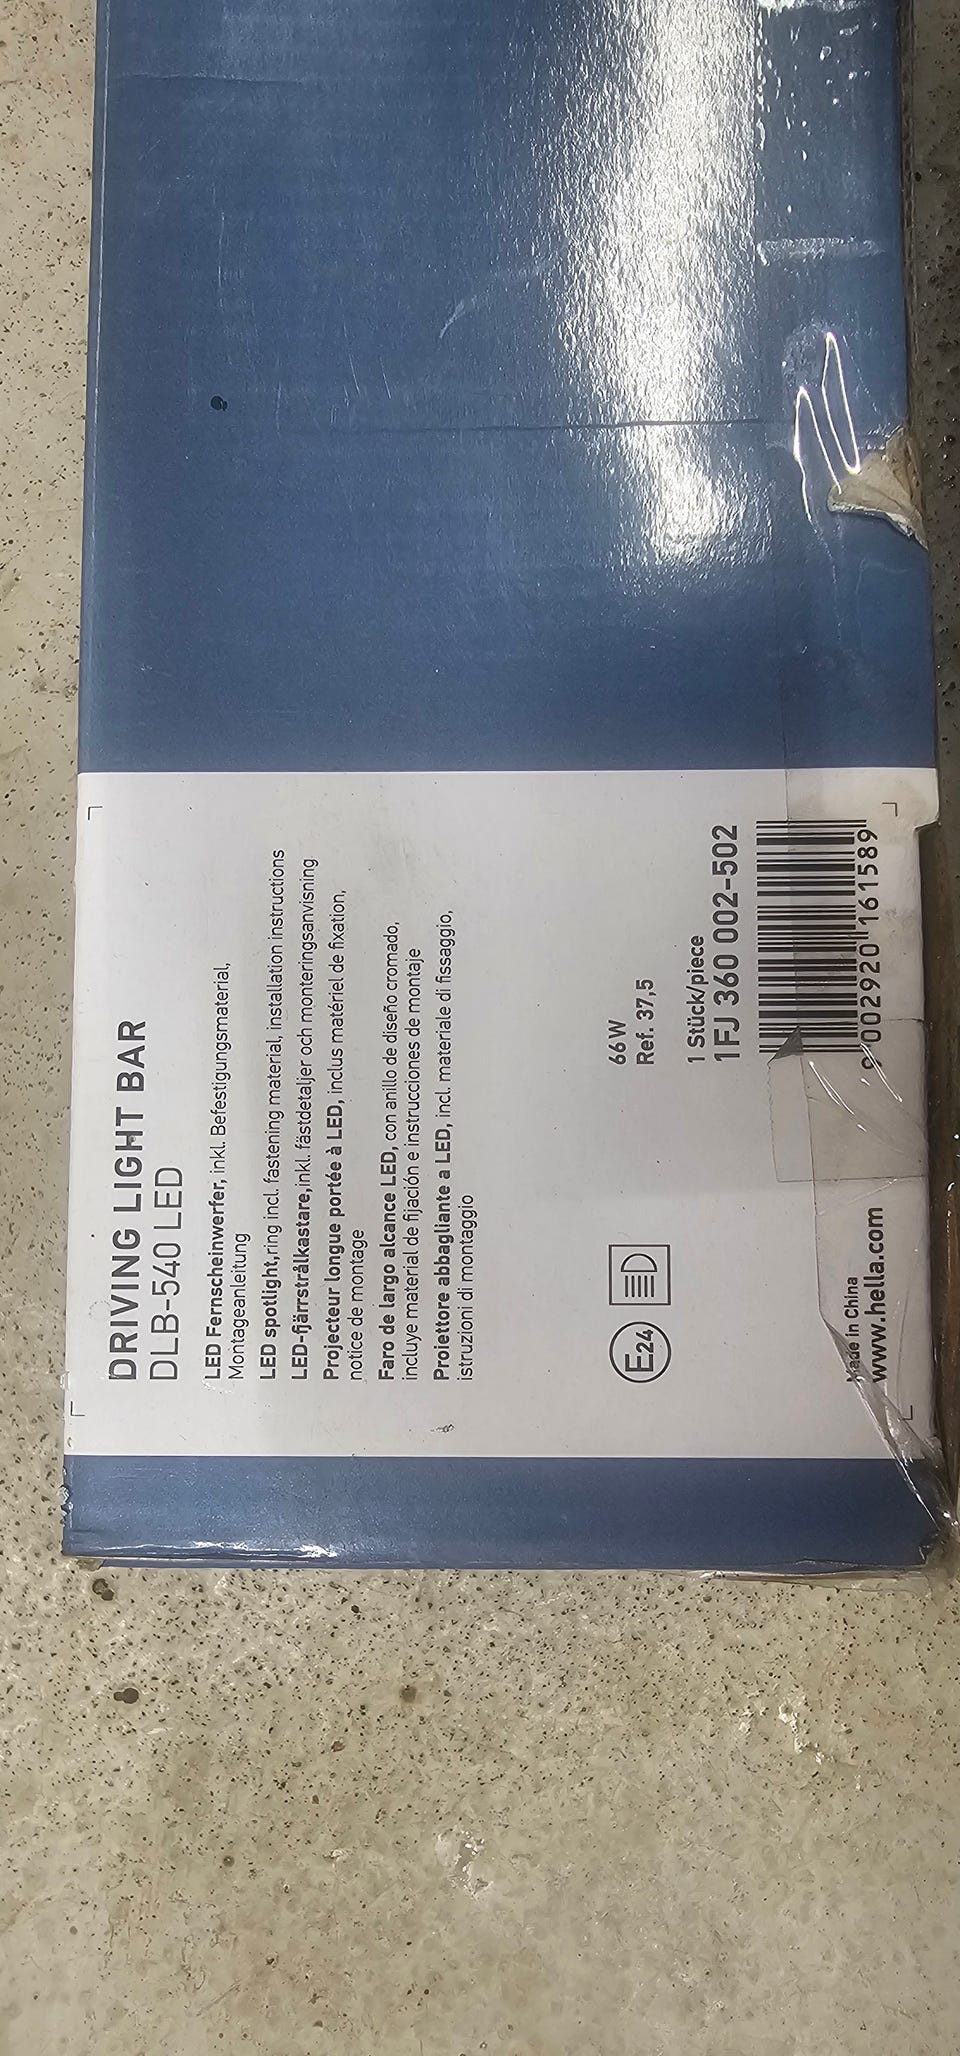 DRIVING LIGHT BAR
DLB-540 LED
LED Fernscheinwerfer, inkl. Befestigungsmaterial,
Montageanleitung
LED spotlight,ring incl. fastening material, installation instructions
LED-fjärrstrålkastare,inkl. fästdetaljer och monteringsanvisning
Projecteur longue portée à LED, inclus matériel de fixation,
notice de montage
Faro de largo alcance LED, con anillo de diseño cromado,
incluye material de fijación e instrucciones de montaje
Proiettore abbagliante a LED, incl. materiale di fissaggio,
istruzioni di montaggio
E24
66 W
Ref. 37,5
1 Stück/piece
1FJ 360 002-502
9 002920 161589
Made in China
www.hella.com